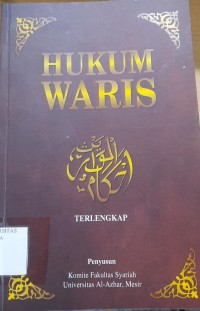 HUKUM
WARIS
أحكام المواريث
TERLENGKAP
Penyusun
Komite Fakultas Syariah
Universitas Al-Azhar, Mesir